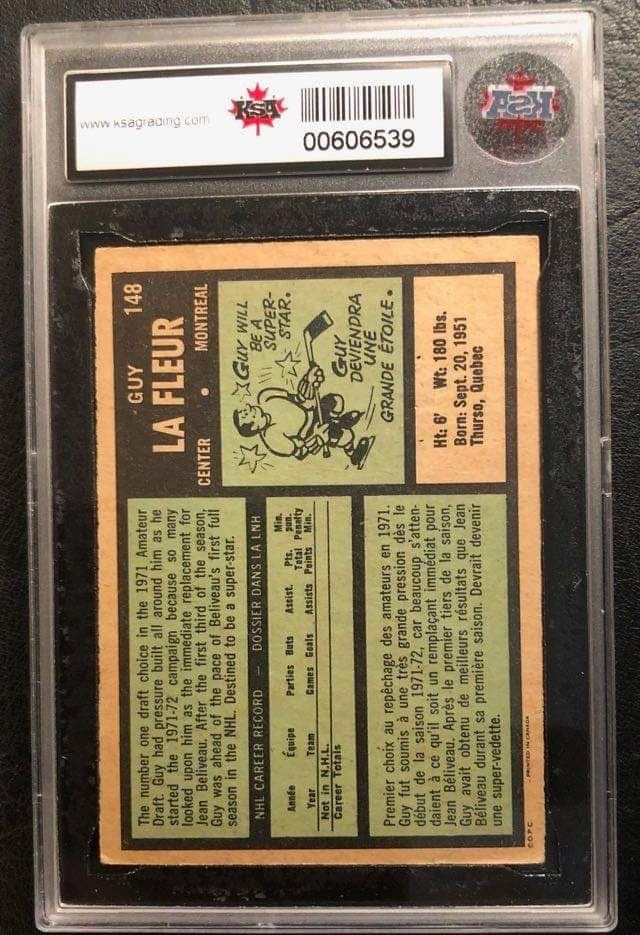 www.ksagrading.com
KSA
00606539
KSA
GUY
148
LA FLEUR
CENTER • MONTREAL
The number one draft choice in the 1971 Amateur
Draft. Guy had pressure built all around him as he
started the 1971-72 campaign because so many
looked upon him as the immediate replacement for
Jean Beliveau. After the first third of the season,
Guy was ahead of the pace of Beliveau's first full
season in the NHL. Destined to be a super-star.
GUY WILL
BE A
SUPER-
STAR.
GUY
DEVIENDRA
UNE
GRANDE ÉTOILE.
NHL CAREER RECORD – DOSSIER DANS LA LNH
Année Équipe Parties Buts Assist. Pts. Min. pun.
Year Team Games Goals Assists Total Points Penalty Min.
Not in N.H.L.
Career Totals
Ht: 6' Wt: 180 lbs.
Born: Sept. 20, 1951
Thurso, Quebec
Premier choix au repêchage des amateurs en 1971.
Guy fut soumis à une très grande pression dès le
début de la saison 1971-72, car beaucoup s'atten-
daient à ce qu'il soit un remplaçant immédiat pour
Jean Béliveau. Après le premier tiers de la saison,
Guy avait obtenu de meilleurs résultats que Jean
Béliveau durant sa première saison. Devrait devenir
une super-vedette.
©O.P.C. PRINTED IN CANADA